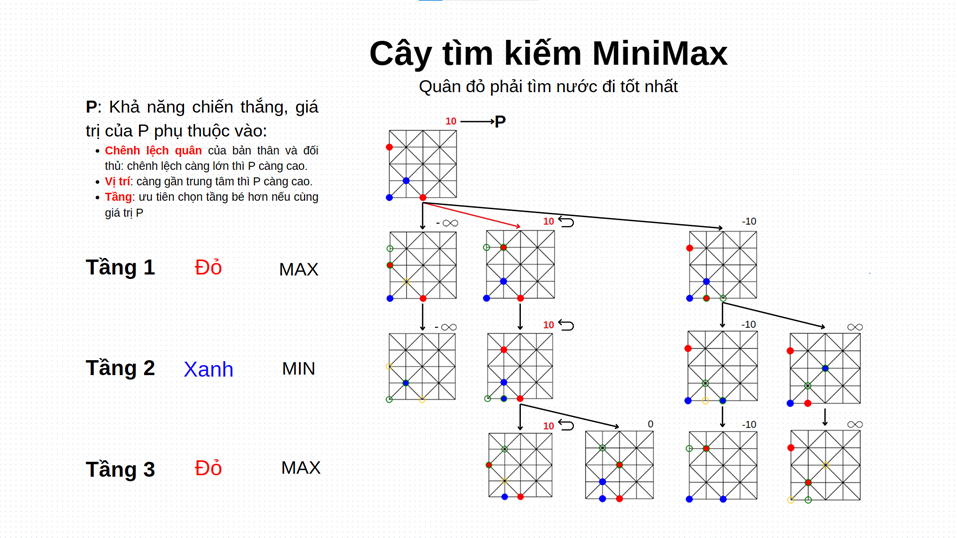 Cây tìm kiếm MiniMax
Quân đỏ phải tìm nước đi tốt nhất
P: Khả năng chiến thắng, giá
trị của P phụ thuộc vào:
• Chênh lệch quân của bản thân và đối
thủ: chênh lệch càng lớn thì P càng cao.
• Vị trí: càng gần trung tâm thì P càng cao.
• Tầng: ưu tiên chọn tầng bé hơn nếu cùng
giá trị P
10 P
- ∞ 10 -10
Tầng 1 Đỏ MAX
- ∞ 10 -10 ∞
Tầng 2 Xanh MIN
10 0 -10 ∞
Tầng 3 Đỏ MAX